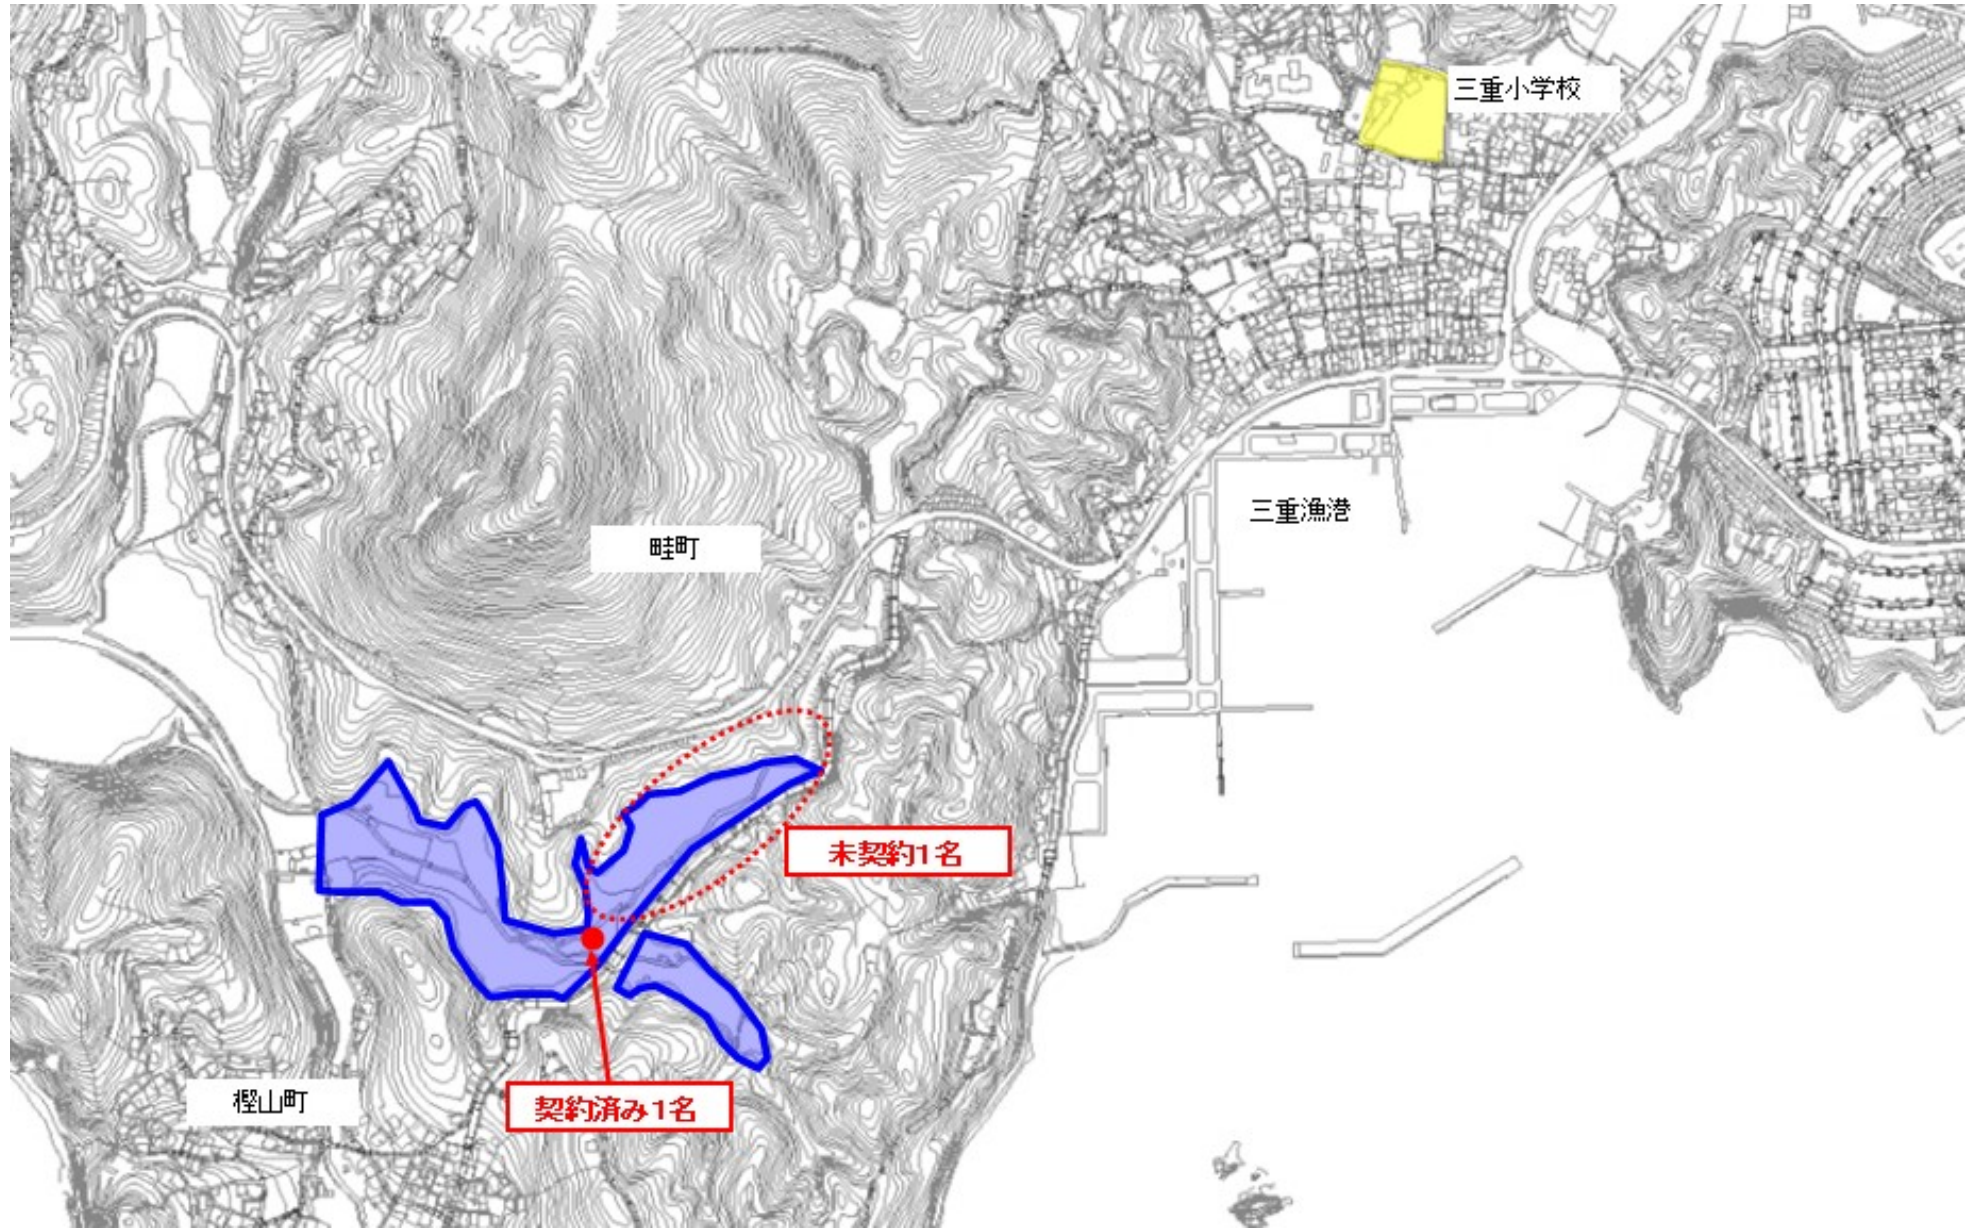 三重小学校
三重漁港
畦町
未契約1名
樫山町
契約済み1名